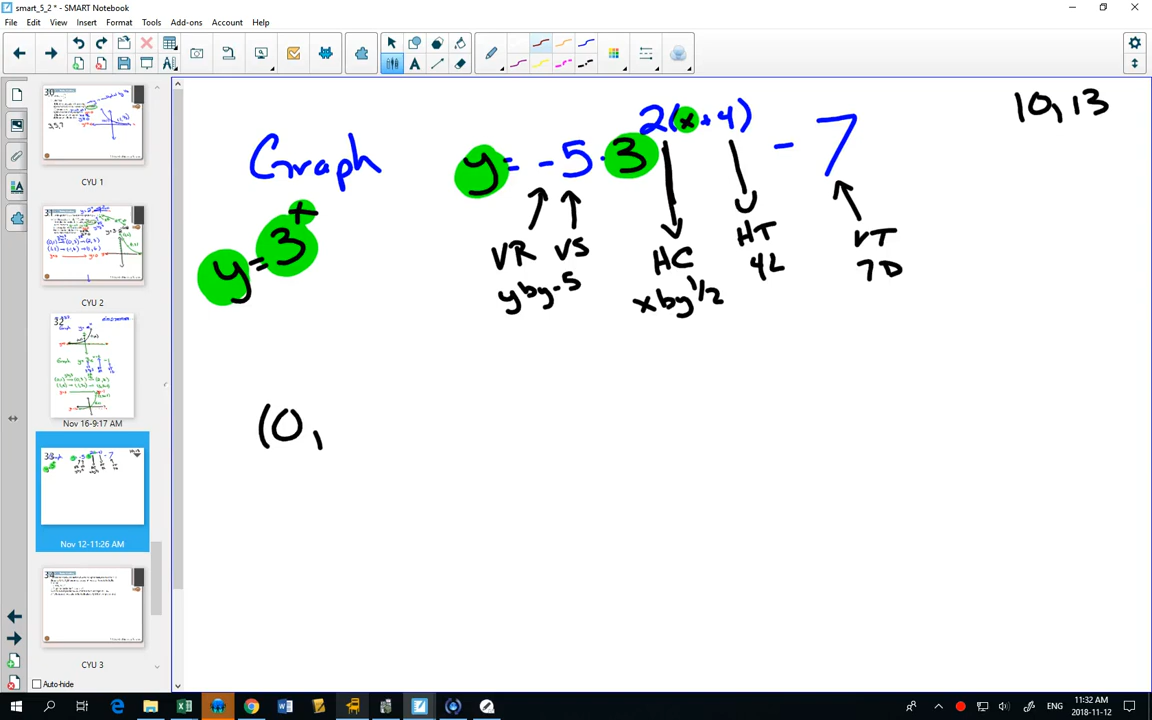 smart_5_2 * - SMART Notebook
File Edit View Insert Format Tools Add-ons Account Help
10, 13
Graph y = -5 · 3^2(x+4) - 7
y = 3^x
VR VS HC HT VT
y by -5 x by 1/2 4L 7D
(0,
CYU 1
CYU 2
Nov 16-9:17 AM
Nov 12-11:26 AM
CYU 3
Auto-hide
ENG
11:32 AM
2018-11-12